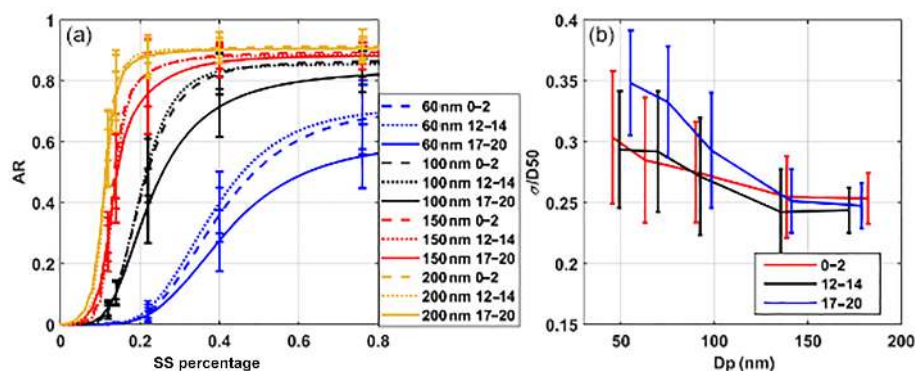 (a)
1
0.8
0.6
0.4
0.2
0
AR
0 0.2 0.4 0.6 0.8
SS percentage
60 nm 0–2
60 nm 12–14
60 nm 17–20
100 nm 0–2
100 nm 12–14
100 nm 17–20
150 nm 0–2
150 nm 12–14
150 nm 17–20
200 nm 0–2
200 nm 12–14
200 nm 17–20
(b)
0.4
0.35
0.3
0.25
0.2
0.15
σ/D50
0–2
12–14
17–20
50 100 150 200
Dp (nm)